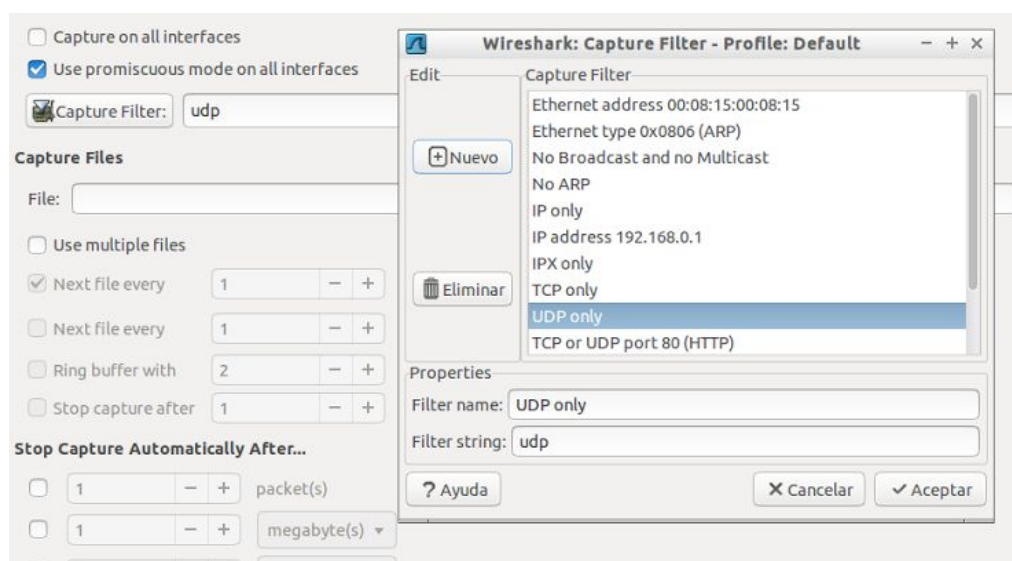 Capture on all interfaces
Use promiscuous mode on all interfaces
Capture Filter: udp
Capture Files
File:
Use multiple files
Next file every 1 - +
Next file every 1 - +
Ring buffer with 2 - +
Stop capture after 1 - +
Stop Capture Automatically After...
1 - + packet(s)
1 - + megabyte(s)
Wireshark: Capture Filter - Profile: Default - + ×
Edit
Nuevo
Eliminar
Capture Filter
Ethernet address 00:08:15:00:08:15
Ethernet type 0x0806 (ARP)
No Broadcast and no Multicast
No ARP
IP only
IP address 192.168.0.1
IPX only
TCP only
UDP only
TCP or UDP port 80 (HTTP)
Properties
Filter name: UDP only
Filter string: udp
? Ayuda
Cancelar
Aceptar